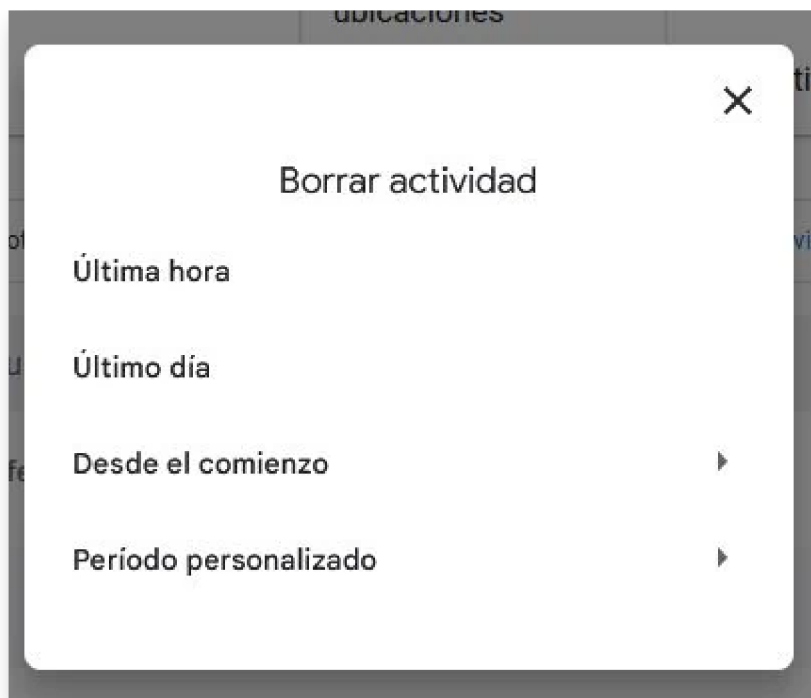 ubicaciones
Borrar actividad
Última hora
Último día
Desde el comienzo
Período personalizado